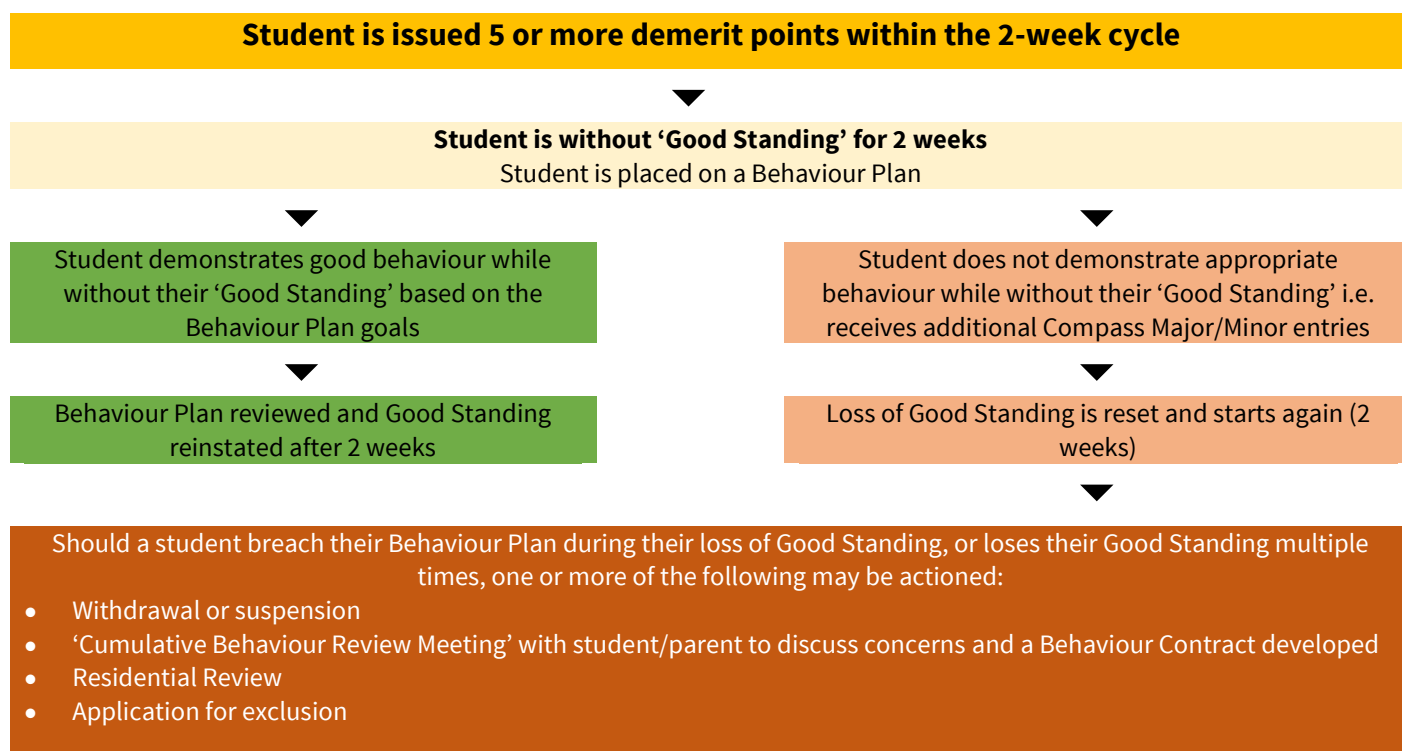 Student is issued 5 or more demerit points within the 2-week cycle
Student is without ‘Good Standing’ for 2 weeks
Student is placed on a Behaviour Plan
Student demonstrates good behaviour while
without their ‘Good Standing’ based on the
Behaviour Plan goals
Student does not demonstrate appropriate
behaviour while without their ‘Good Standing’ i.e.
receives additional Compass Major/Minor entries
Behaviour Plan reviewed and Good Standing
reinstated after 2 weeks
Loss of Good Standing is reset and starts again (2
weeks)
Should a student breach their Behaviour Plan during their loss of Good Standing, or loses their Good Standing multiple
times, one or more of the following may be actioned:
● Withdrawal or suspension
● ‘Cumulative Behaviour Review Meeting’ with student/parent to discuss concerns and a Behaviour Contract developed
● Residential Review
● Application for exclusion